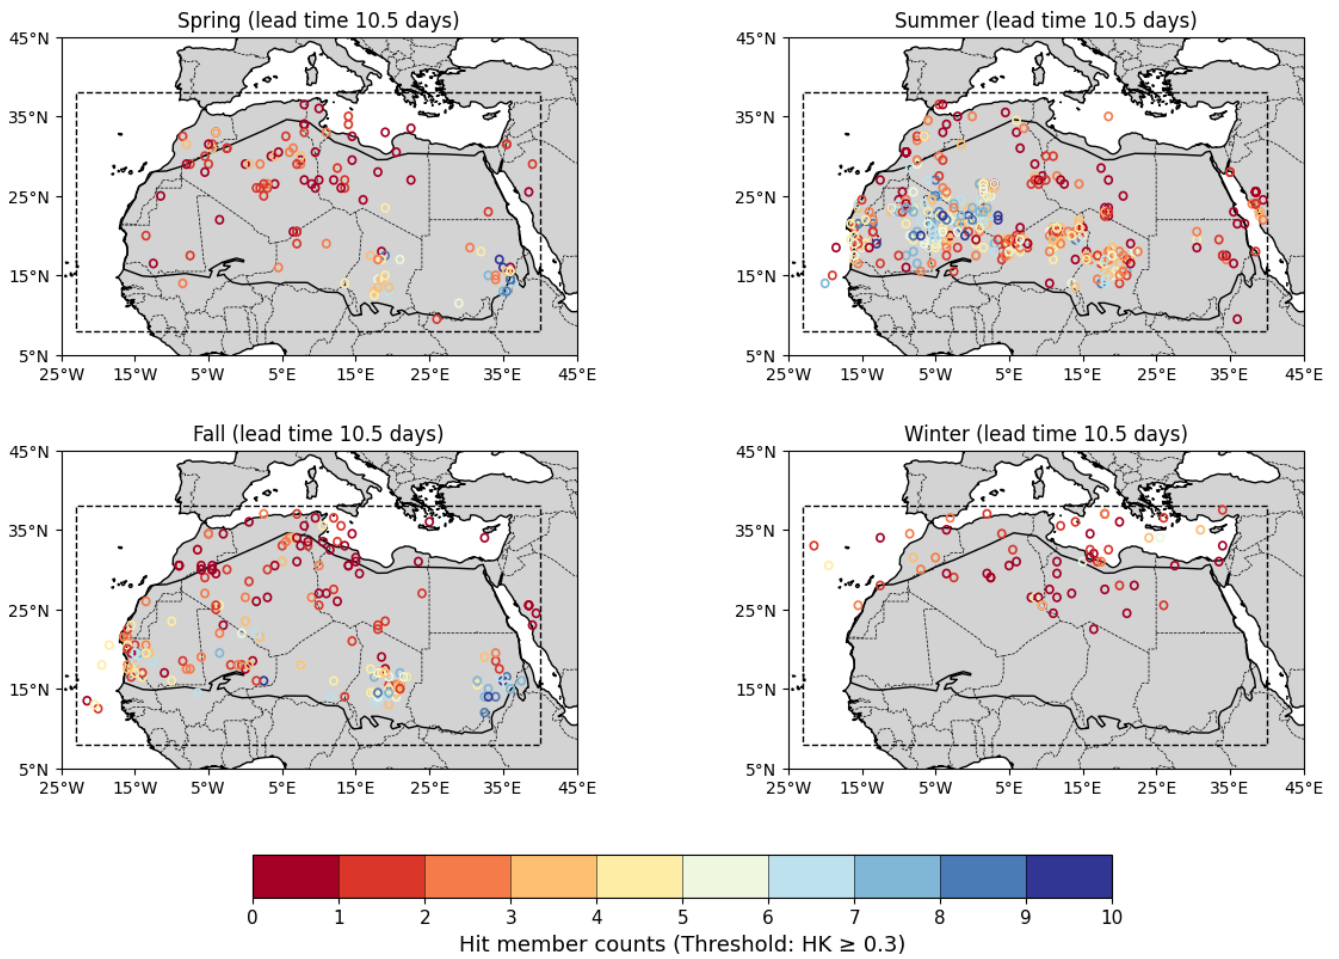 Spring (lead time 10.5 days)
45°N
35°N
25°N
15°N
5°N
25°W 15°W 5°W 5°E 15°E 25°E 35°E 45°E
Summer (lead time 10.5 days)
45°N
35°N
25°N
15°N
5°N
25°W 15°W 5°W 5°E 15°E 25°E 35°E 45°E
Fall (lead time 10.5 days)
45°N
35°N
25°N
15°N
5°N
25°W 15°W 5°W 5°E 15°E 25°E 35°E 45°E
Winter (lead time 10.5 days)
45°N
35°N
25°N
15°N
5°N
25°W 15°W 5°W 5°E 15°E 25°E 35°E 45°E
0 1 2 3 4 5 6 7 8 9 10
Hit member counts (Threshold: HK ≥ 0.3)